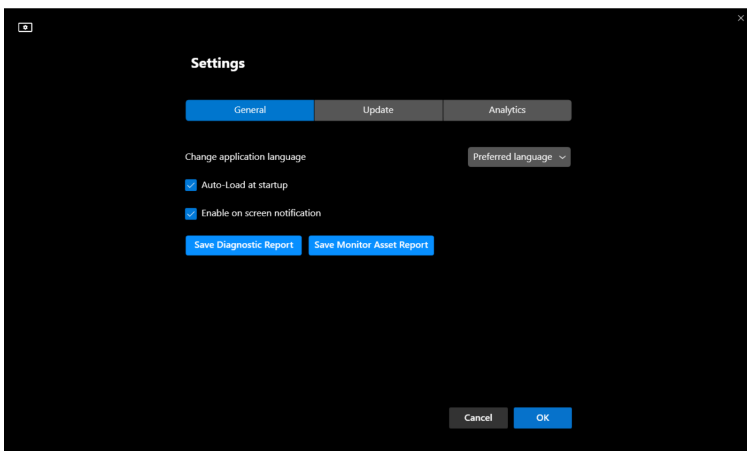 Settings
General Update Analytics
Change application language Preferred language
Auto-Load at startup
Enable on screen notification
Save Diagnostic Report Save Monitor Asset Report
Cancel OK